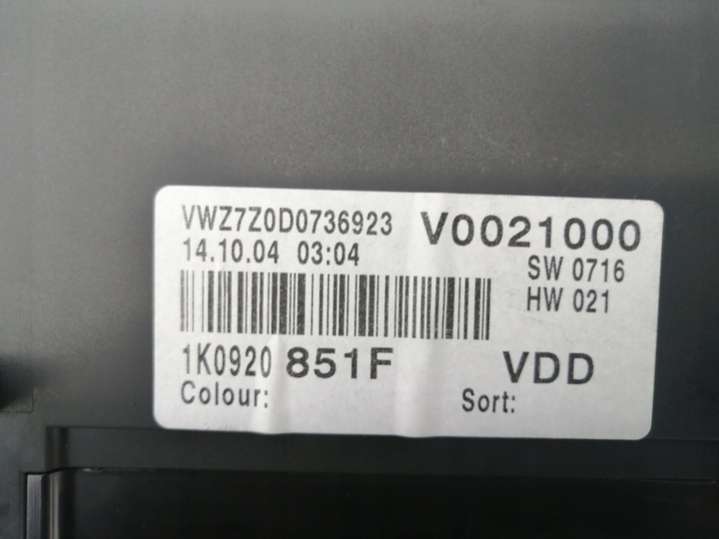 VWZ7Z0D0736923 V0021000
14.10.04 03:04 SW 0716
HW 021
1K0920 851F VDD
Colour: Sort: